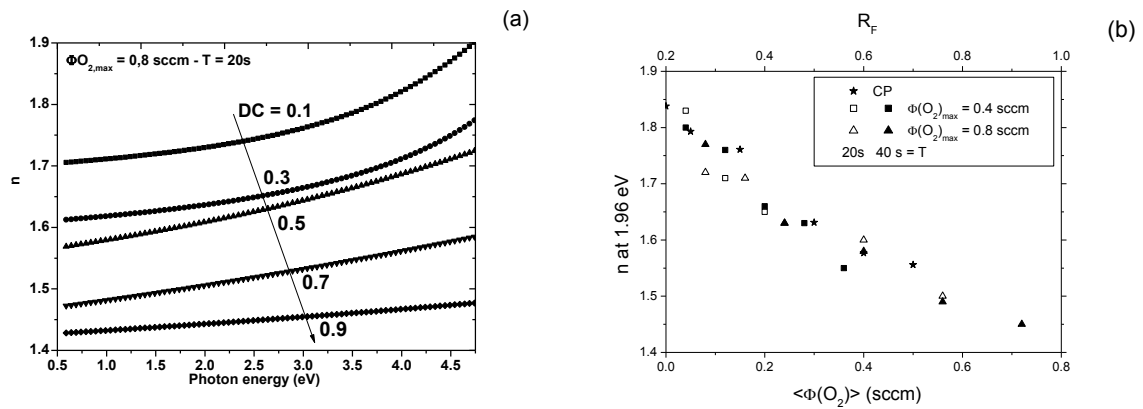 (a)
1.9
1.8
1.7
1.6
1.5
1.4
n
ΦO2,max = 0,8 sccm - T = 20s
DC = 0.1
0.3
0.5
0.7
0.9
0.5 1.0 1.5 2.0 2.5 3.0 3.5 4.0 4.5
Photon energy (eV)
(b)
RF
0.2 0.4 0.6 0.8 1.0
1.9
1.8
1.7
1.6
1.5
1.4
n at 1.96 eV
CP
Φ(O2)max = 0.4 sccm
Φ(O2)max = 0.8 sccm
20s 40 s = T
0.0 0.2 0.4 0.6 0.8
<Φ(O2)> (sccm)